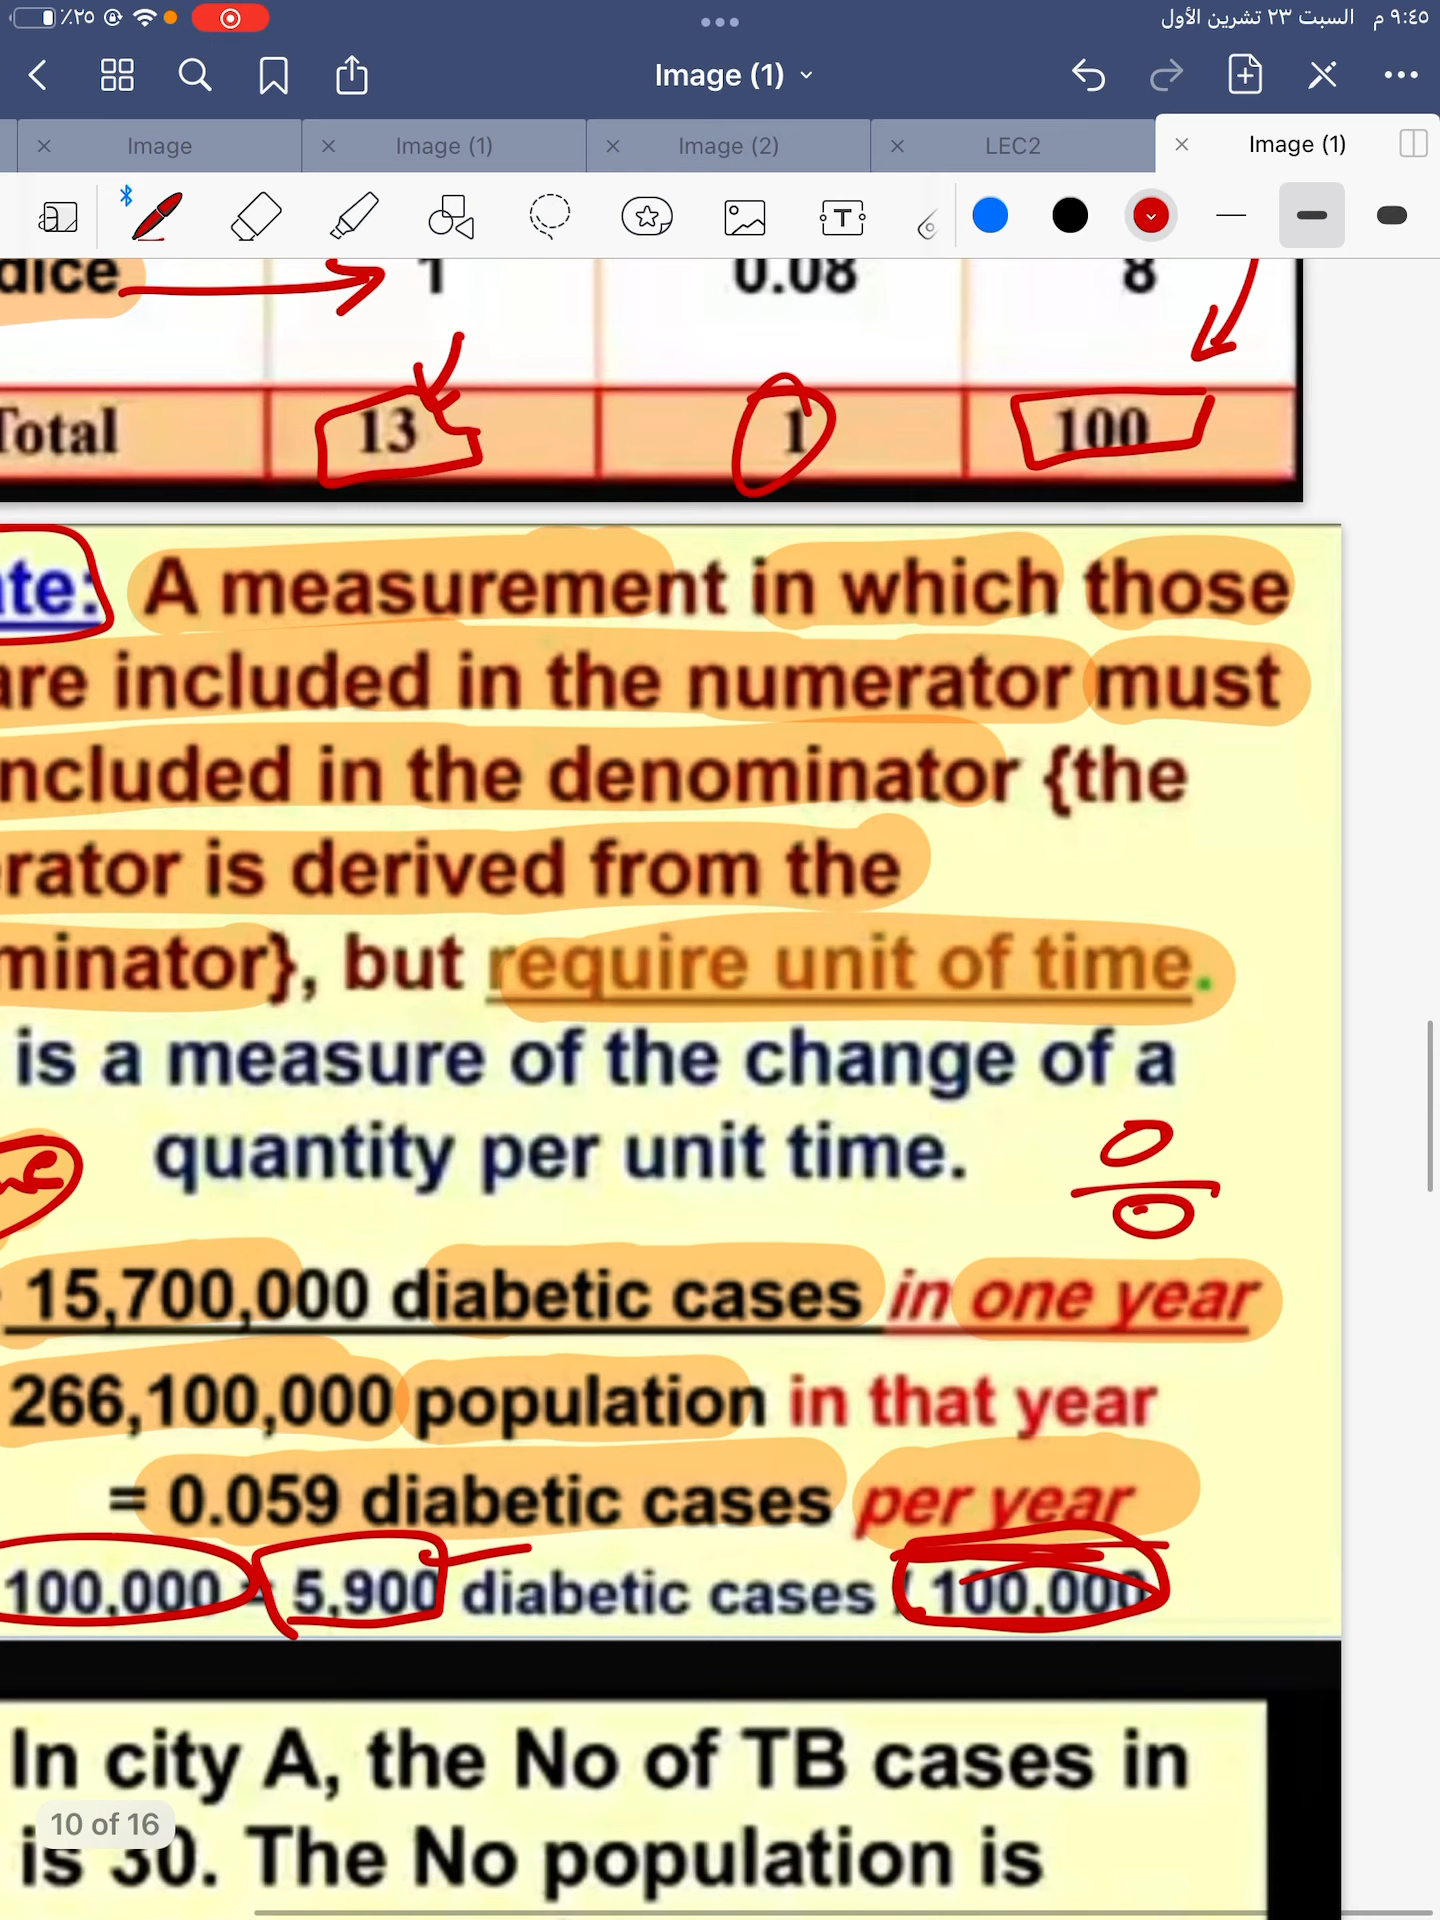 ٪٢٥
السبت ٢٣ تشرين الأول ٩:٤٥ م
Image (1)
Image
Image (1)
Image (2)
LEC2
Image (1)
dice 1 0.08 8
Total 13 1 100
te: A measurement in which those
are included in the numerator must
ncluded in the denominator {the
rator is derived from the
minator}, but require unit of time.
is a measure of the change of a
quantity per unit time.
15,700,000 diabetic cases in one year
266,100,000 population in that year
= 0.059 diabetic cases per year
100,000 = 5,900 diabetic cases / 100,000
In city A, the No of TB cases in
10 of 16
is 30. The No population is